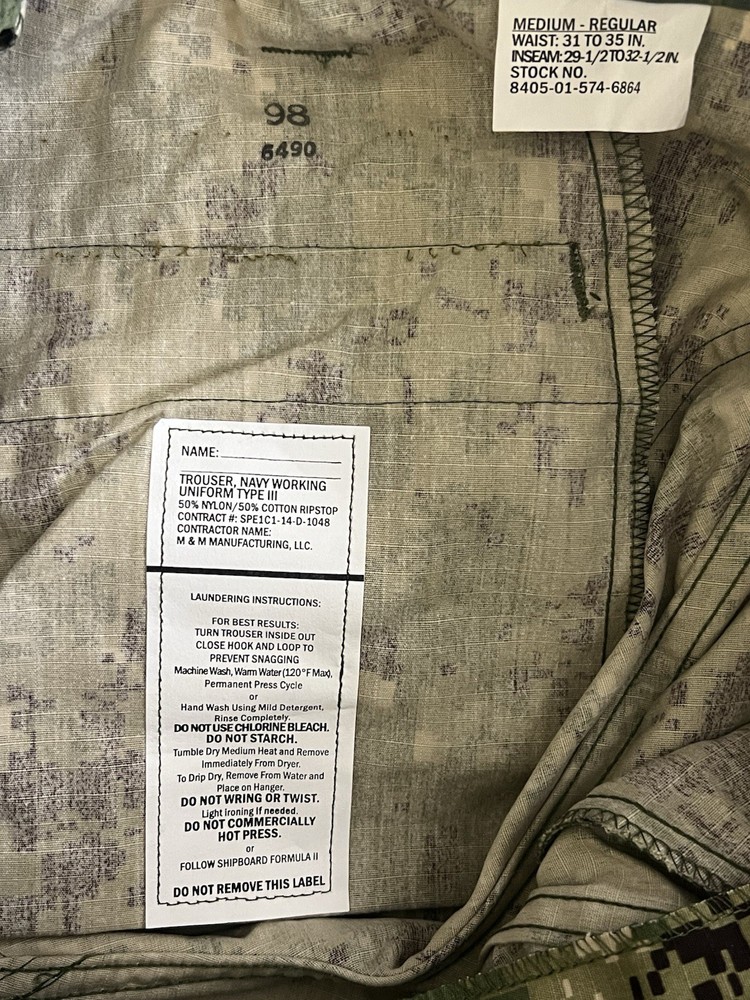 MEDIUM - REGULAR
WAIST: 31 TO 35 IN.
INSEAM: 29-1/2 TO 32-1/2 IN.
STOCK NO.
8405-01-574-6864
98
6490
NAME:
TROUSER, NAVY WORKING
UNIFORM TYPE III
50% NYLON/50% COTTON RIPSTOP
CONTRACT #: SPE1C1-14-D-1048
CONTRACTOR NAME:
M & M MANUFACTURING, LLC.
LAUNDERING INSTRUCTIONS:
FOR BEST RESULTS:
TURN TROUSER INSIDE OUT
CLOSE HOOK AND LOOP TO
PREVENT SNAGGING
Machine Wash, Warm Water (120°F Max),
Permanent Press Cycle
or
Hand Wash Using Mild Detergent,
Rinse Completely.
DO NOT USE CHLORINE BLEACH.
DO NOT STARCH.
Tumble Dry Medium Heat and Remove
Immediately From Dryer.
To Drip Dry, Remove From Water and
Place on Hanger.
DO NOT WRING OR TWIST.
Light Ironing If needed.
DO NOT COMMERCIALLY
HOT PRESS.
or
FOLLOW SHIPBOARD FORMULA II
DO NOT REMOVE THIS LABEL